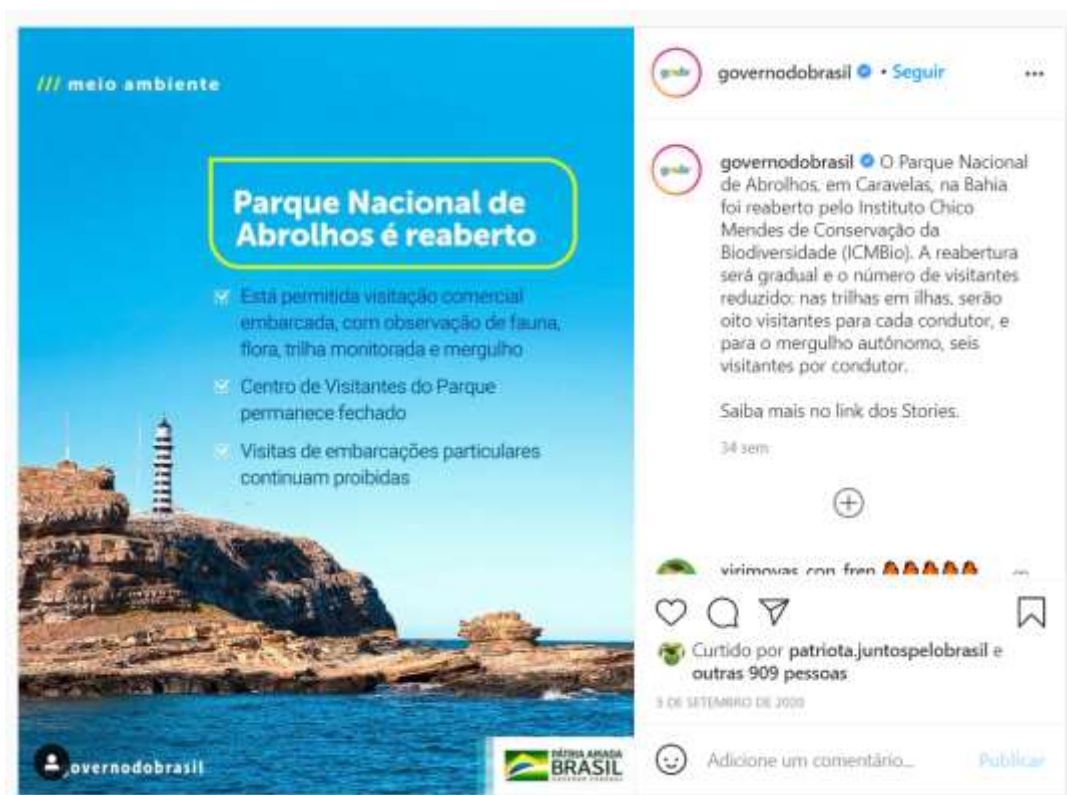 /// meio ambiente
Parque Nacional de
Abrolhos é reaberto
Está permitida visitação comercial
embarcada, com observação de fauna,
flora, trilha monitorada e mergulho
Centro de Visitantes do Parque
permanece fechado
Visitas de embarcações particulares
continuam proibidas
overnodobrasil
PÁTRIA AMADA
BRASIL
GOVERNO FEDERAL
governodobrasil • Seguir
governodobrasil O Parque Nacional
de Abrolhos, em Caravelas, na Bahia
foi reaberto pelo Instituto Chico
Mendes de Conservação da
Biodiversidade (ICMBio). A reabertura
será gradual e o número de visitantes
reduzido: nas trilhas em ilhas, serão
oito visitantes para cada condutor, e
para o mergulho autônomo, seis
visitantes por condutor.
Saiba mais no link dos Stories.
34 sem
Curtido por patriota.juntospelobrasil e
outras 909 pessoas
DE SETEMBRO DE 2020
Adicione um comentário...
Publicar